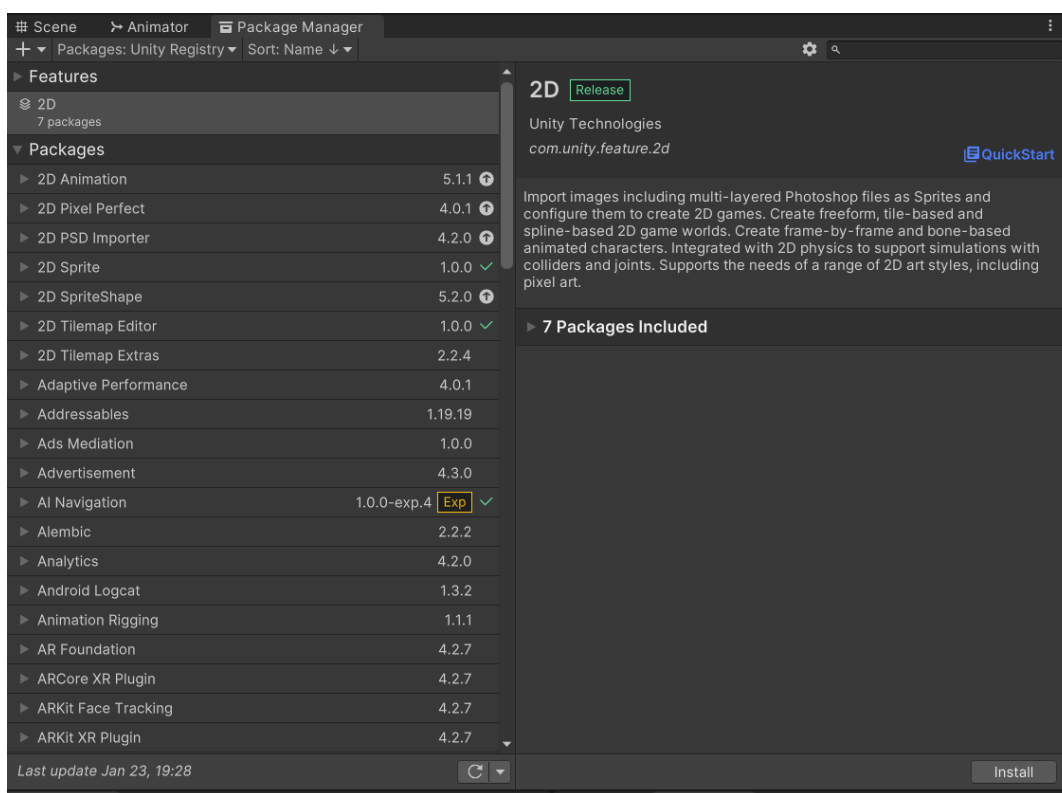 Scene Animator Package Manager
Packages: Unity Registry Sort: Name ↓
Features
2D
7 packages
Packages
2D Animation 5.1.1
2D Pixel Perfect 4.0.1
2D PSD Importer 4.2.0
2D Sprite 1.0.0
2D SpriteShape 5.2.0
2D Tilemap Editor 1.0.0
2D Tilemap Extras 2.2.4
Adaptive Performance 4.0.1
Addressables 1.19.19
Ads Mediation 1.0.0
Advertisement 4.3.0
AI Navigation 1.0.0-exp.4 Exp
Alembic 2.2.2
Analytics 4.2.0
Android Logcat 1.3.2
Animation Rigging 1.1.1
AR Foundation 4.2.7
ARCore XR Plugin 4.2.7
ARKit Face Tracking 4.2.7
ARKit XR Plugin 4.2.7
Last update Jan 23, 19:28
2D Release
Unity Technologies
com.unity.feature.2d
QuickStart
Import images including multi-layered Photoshop files as Sprites and
configure them to create 2D games. Create freeform, tile-based and
spline-based 2D game worlds. Create frame-by-frame and bone-based
animated characters. Integrated with 2D physics to support simulations with
colliders and joints. Supports the needs of a range of 2D art styles, including
pixel art.
7 Packages Included
Install